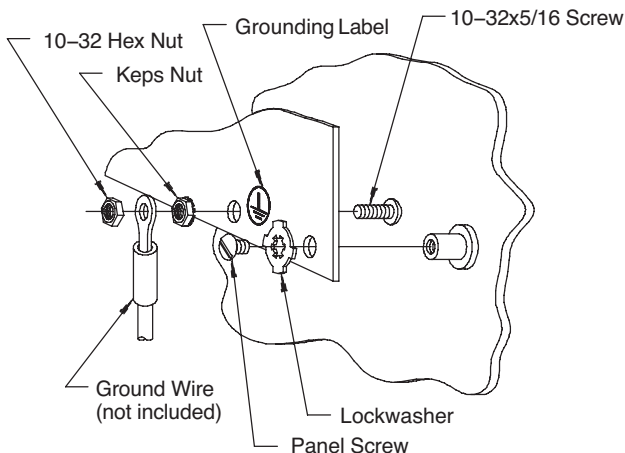 10–32 Hex Nut
Grounding Label
10–32x5/16 Screw
Keps Nut
Ground Wire
(not included)
Lockwasher
Panel Screw